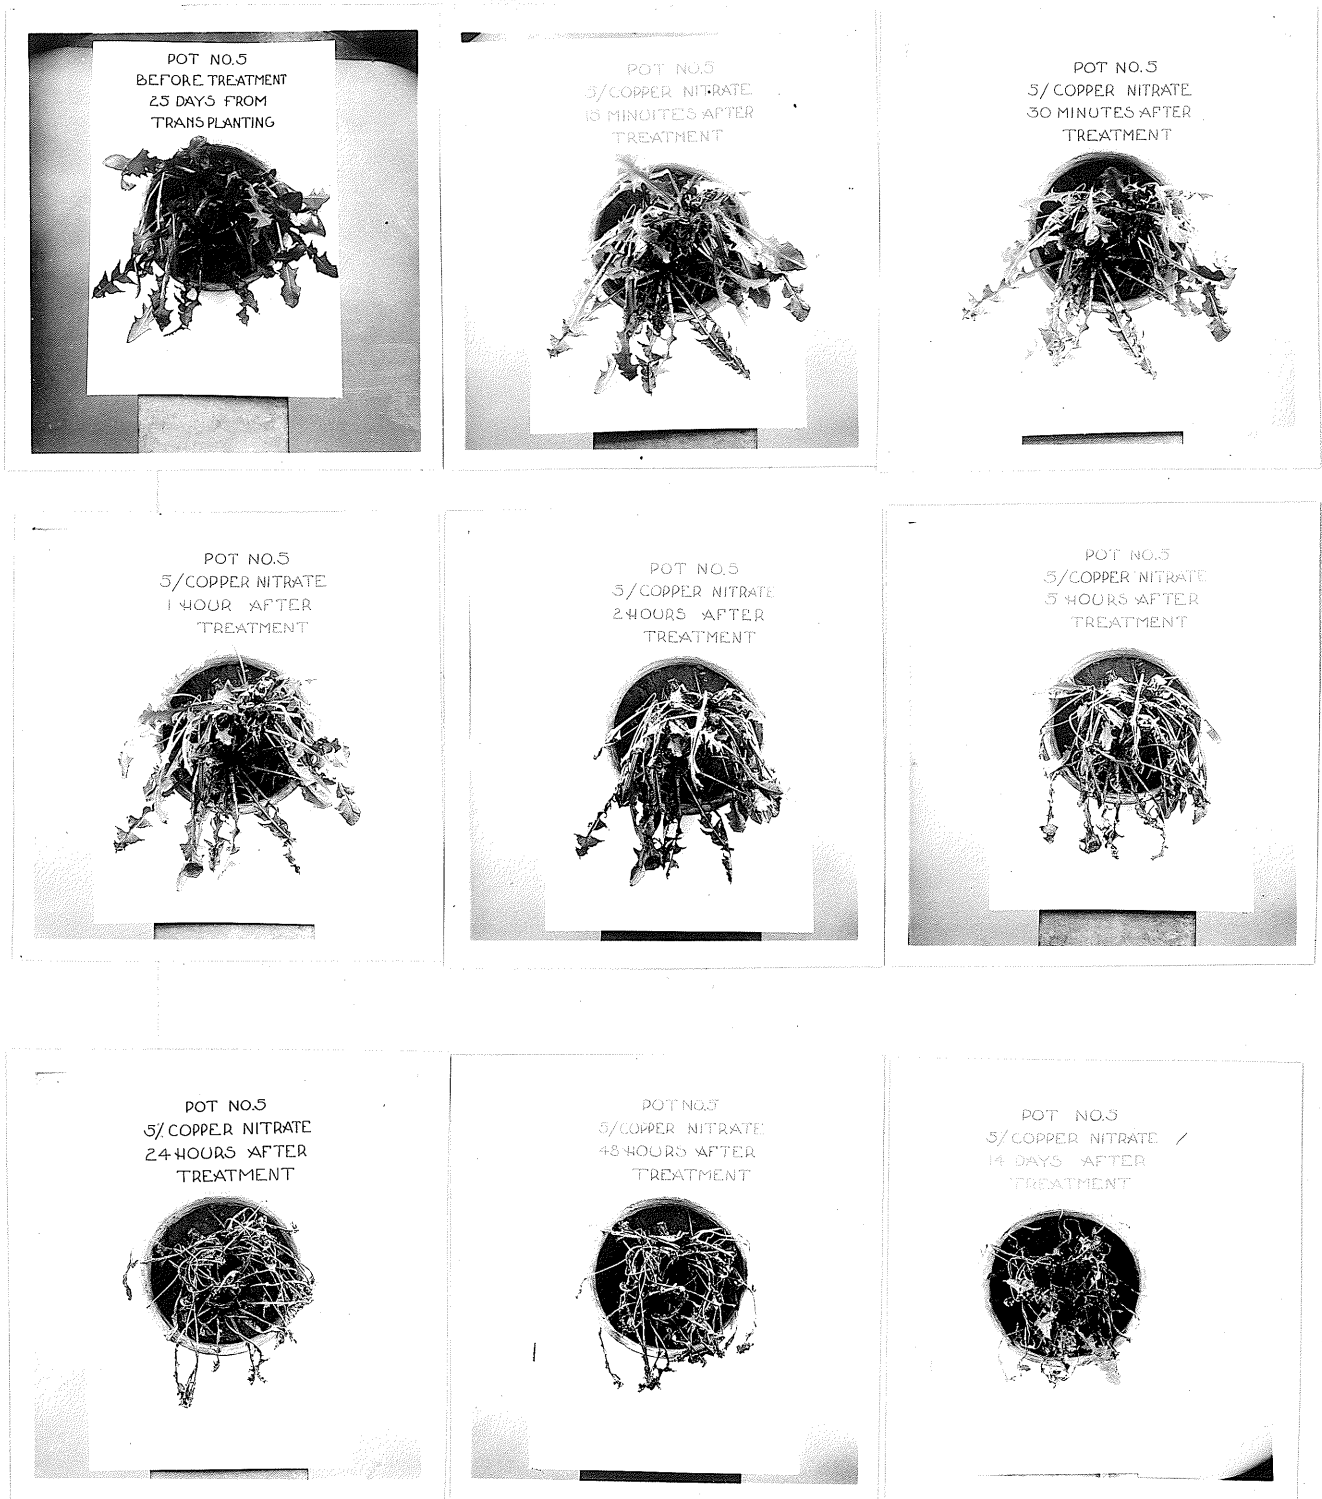 POT NO.5
BEFORE TREATMENT
25 DAYS FROM
TRANSPLANTING
POT NO.5
5/ COPPER NITRATE
15 MINUITES AFTER
TREATMENT
POT NO.5
5/ COPPER NITRATE
30 MINUTES AFTER
TREATMENT
POT NO.5
5/COPPER NITRATE
1 HOUR AFTER
TREATMENT
POT NO.5
5/COPPER NITRATE
2 HOURS AFTER
TREATMENT
POT NO.5
5/COPPER NITRATE
5 HOURS AFTER
TREATMENT
POT NO.5
5% COPPER NITRATE
24 HOURS AFTER
TREATMENT
POT NO.5
5/COPPER NITRATE
48 HOURS AFTER
TREATMENT
POT NO.5
5/COPPER NITRATE
14 DAYS AFTER
TREATMENT